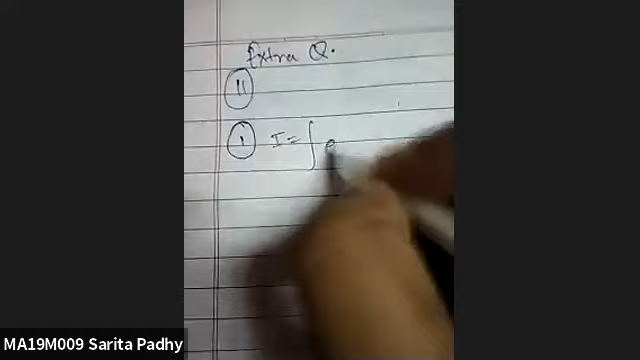 Extra Q.
11
1 I = ∫ e
MA19M009 Sarita Padhy